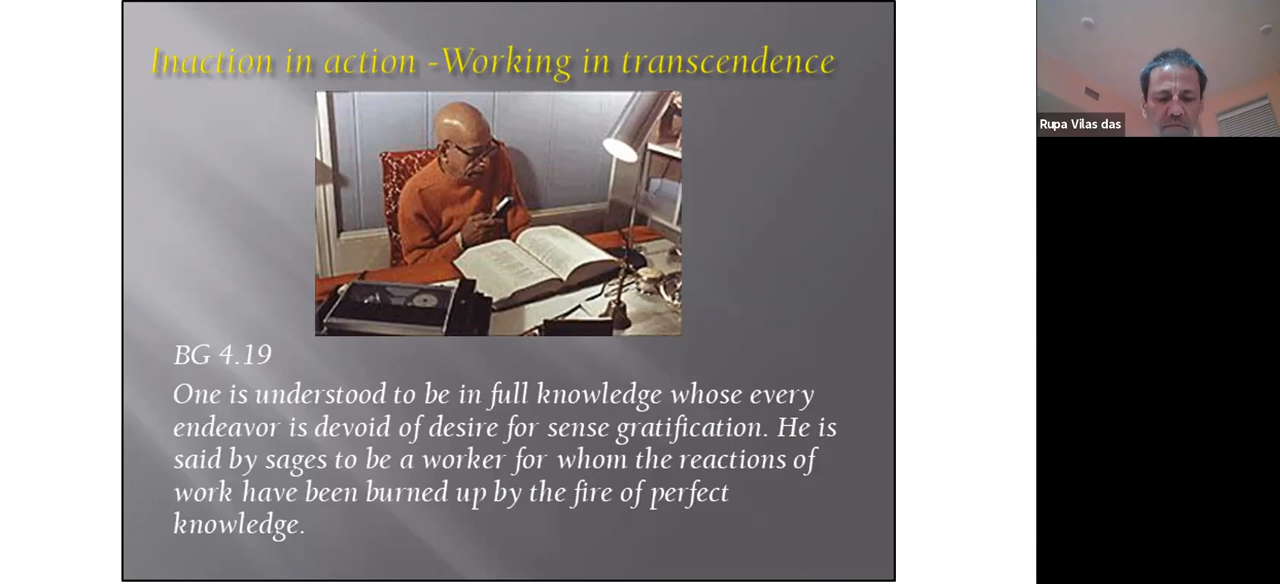 Inaction in action -Working in transcendence
Rupa Vilas das
BG 4.19
One is understood to be in full knowledge whose every
endeavor is devoid of desire for sense gratification. He is
said by sages to be a worker for whom the reactions of
work have been burned up by the fire of perfect
knowledge.